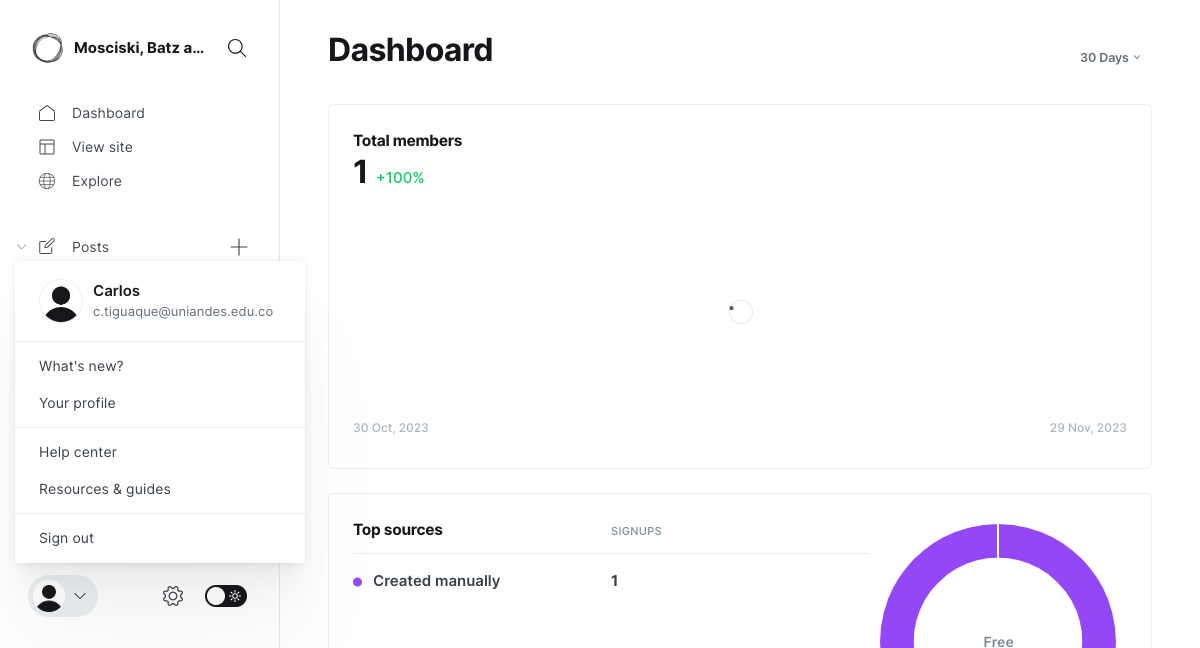 Mosciski, Batz a...
Dashboard
View site
Explore
Posts
Carlos
c.tiguaque@uniandes.edu.co
What's new?
Your profile
Help center
Resources & guides
Sign out
Dashboard
30 Days
Total members
1 +100%
30 Oct, 2023
29 Nov, 2023
Top sources
SIGNUPS
Created manually
1
Free